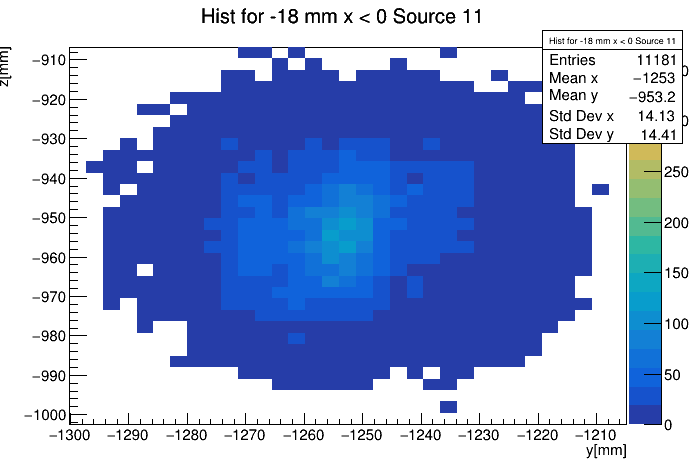 Hist for -18 mm x < 0 Source 11
Hist for -18 mm x < 0 Source 11
Entries 11181
Mean x −1253
Mean y −953.2
Std Dev x 14.13
Std Dev y 14.41
z[mm]
−910
−920
−930
−940
−950
−960
−970
−980
−990
−1000
−1300 −1290 −1280 −1270 −1260 −1250 −1240 −1230 −1220 −1210
y[mm]
250
200
150
100
50
0